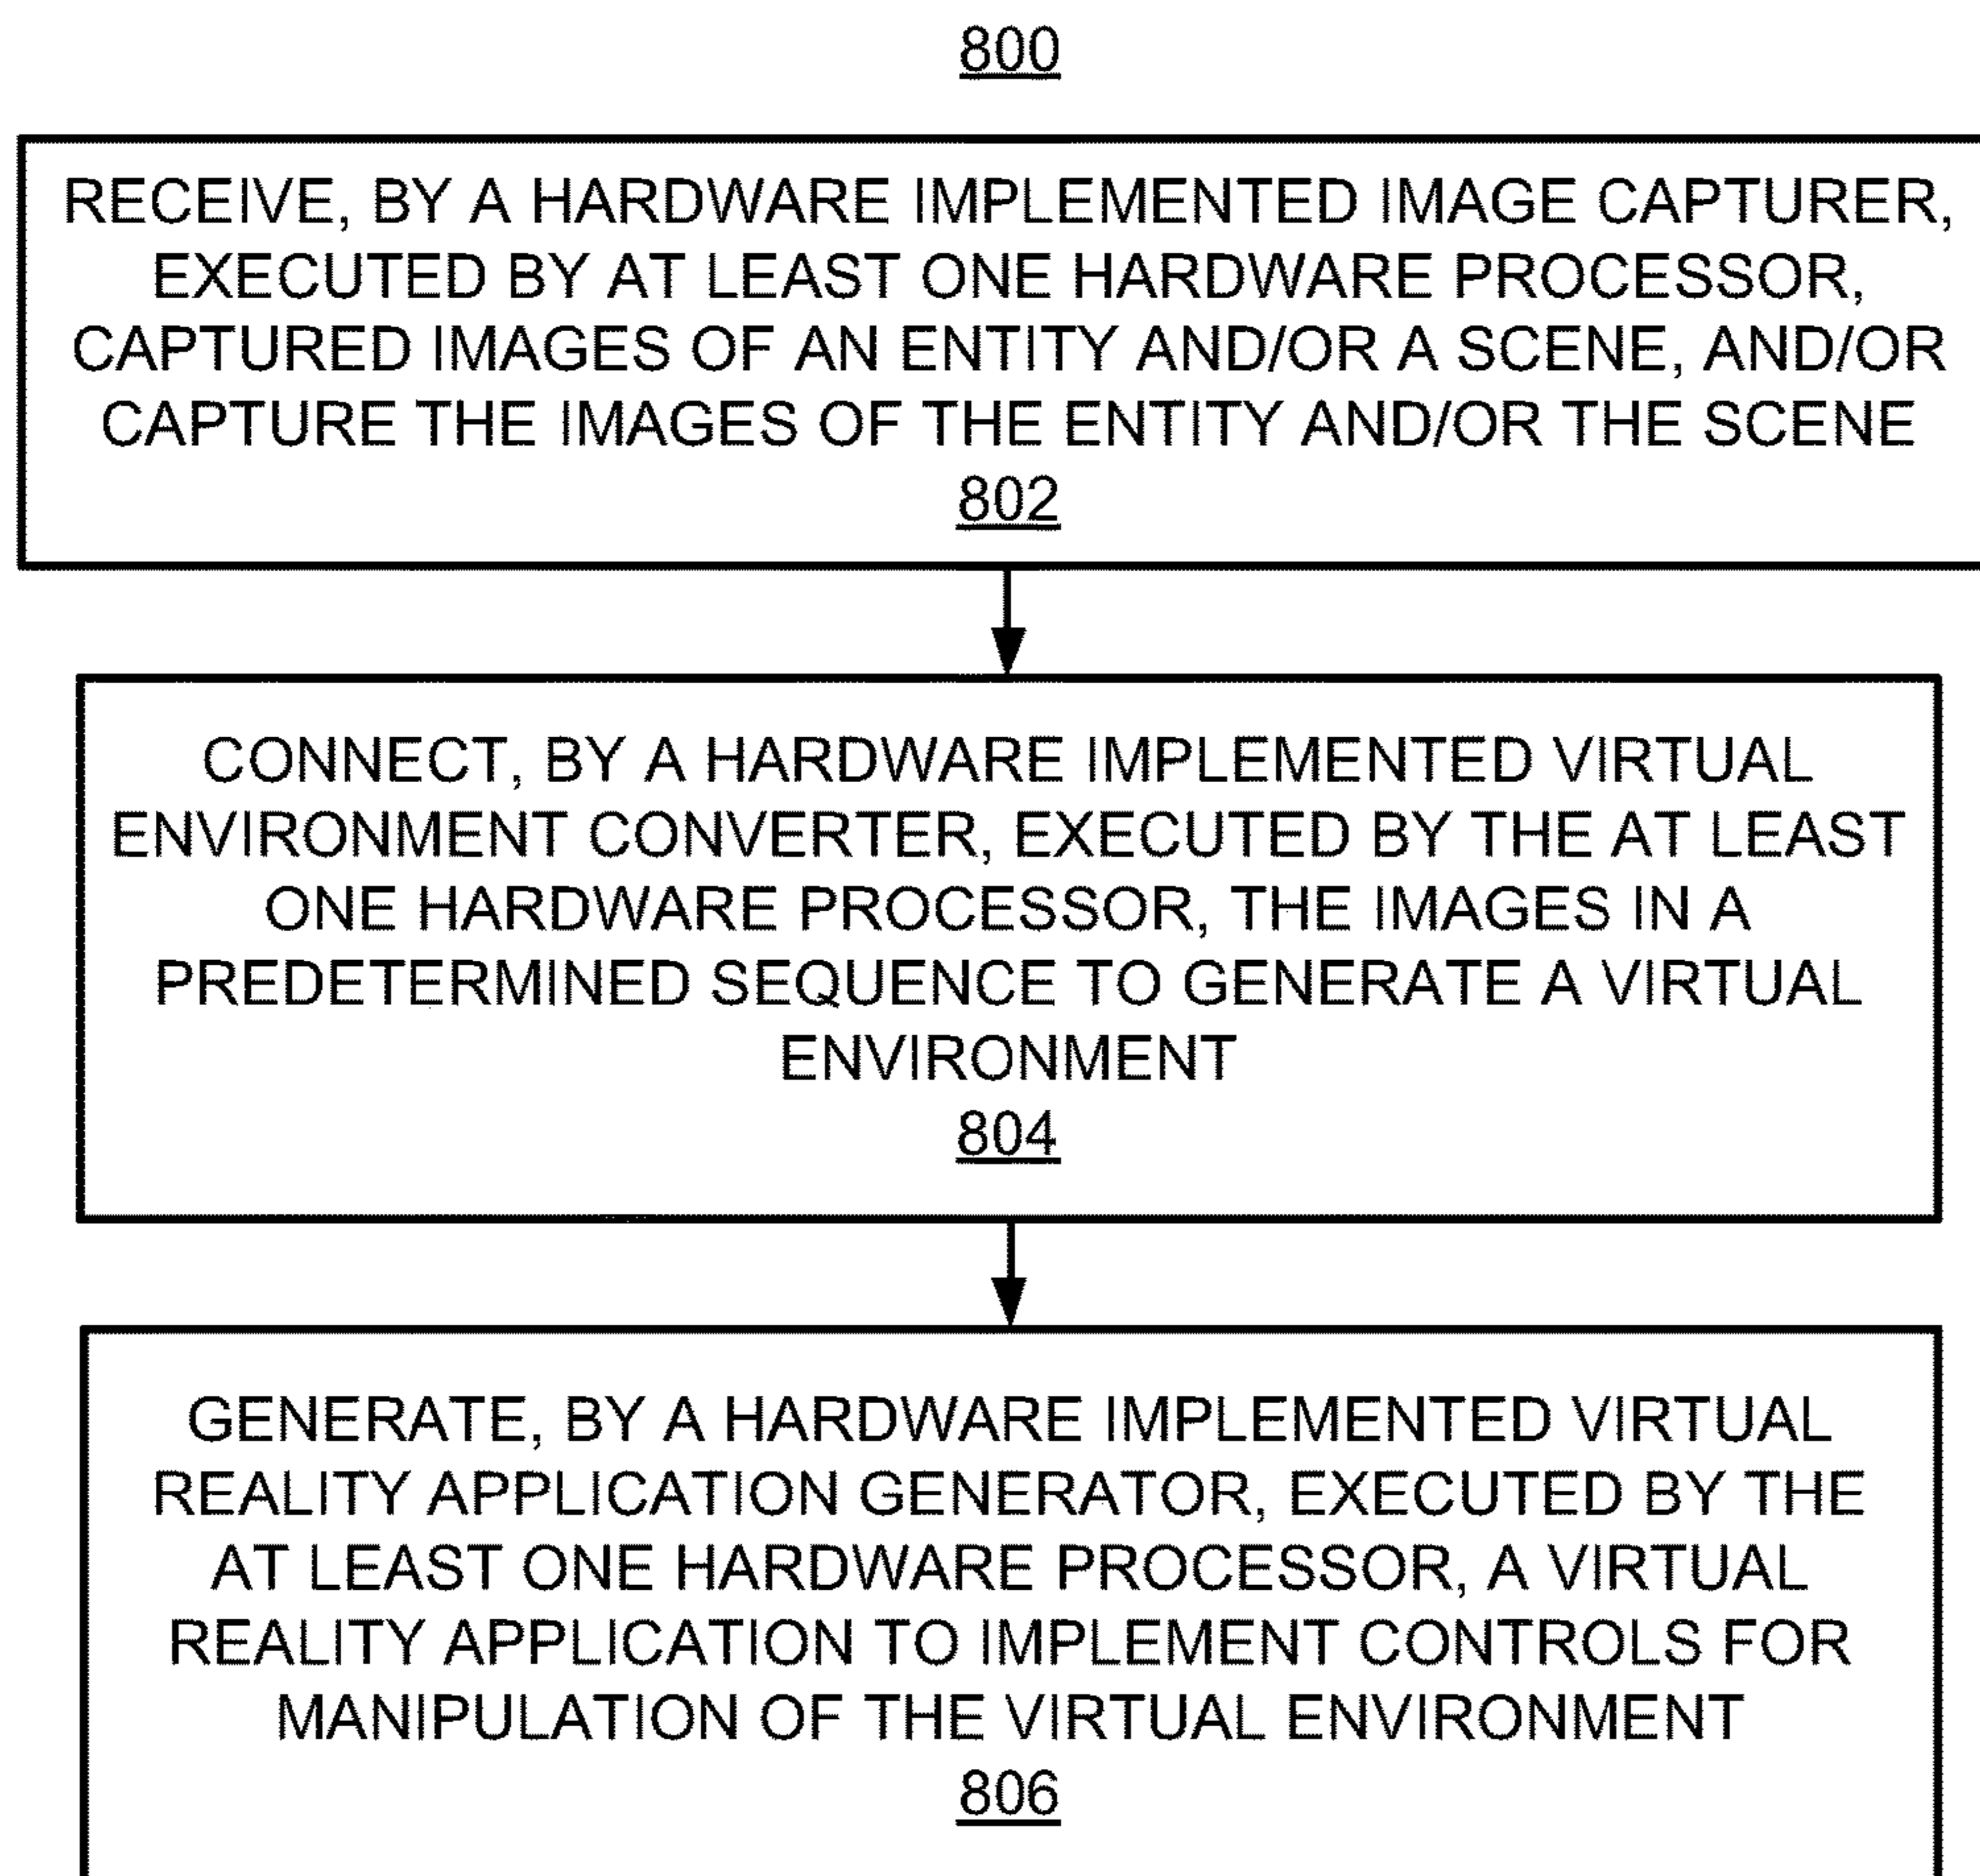 800
RECEIVE, BY A HARDWARE IMPLEMENTED IMAGE CAPTURER,
EXECUTED BY AT LEAST ONE HARDWARE PROCESSOR,
CAPTURED IMAGES OF AN ENTITY AND/OR A SCENE, AND/OR
CAPTURE THE IMAGES OF THE ENTITY AND/OR THE SCENE
802
CONNECT, BY A HARDWARE IMPLEMENTED VIRTUAL
ENVIRONMENT CONVERTER, EXECUTED BY THE AT LEAST
ONE HARDWARE PROCESSOR, THE IMAGES IN A
PREDETERMINED SEQUENCE TO GENERATE A VIRTUAL
ENVIRONMENT
804
GENERATE, BY A HARDWARE IMPLEMENTED VIRTUAL
REALITY APPLICATION GENERATOR, EXECUTED BY THE
AT LEAST ONE HARDWARE PROCESSOR, A VIRTUAL
REALITY APPLICATION TO IMPLEMENT CONTROLS FOR
MANIPULATION OF THE VIRTUAL ENVIRONMENT
806